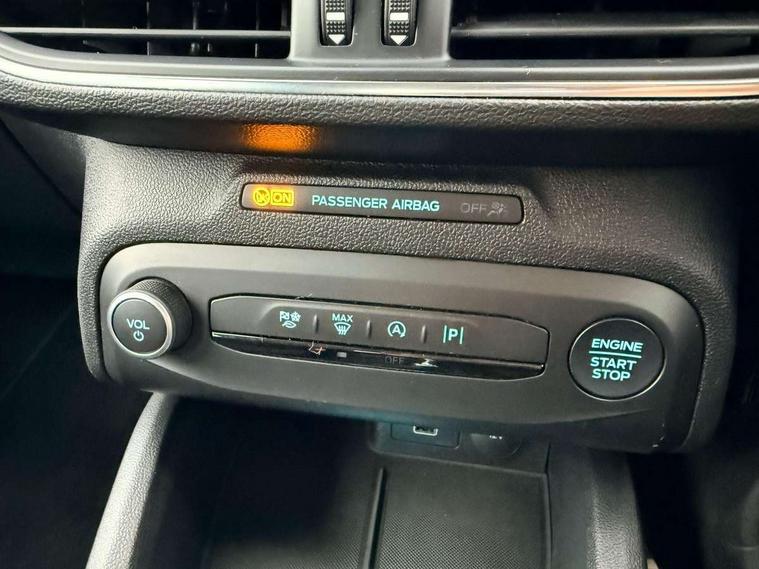 ON PASSENGER AIRBAG OFF
VOL
MAX
A
P
OFF
ENGINE
START
STOP